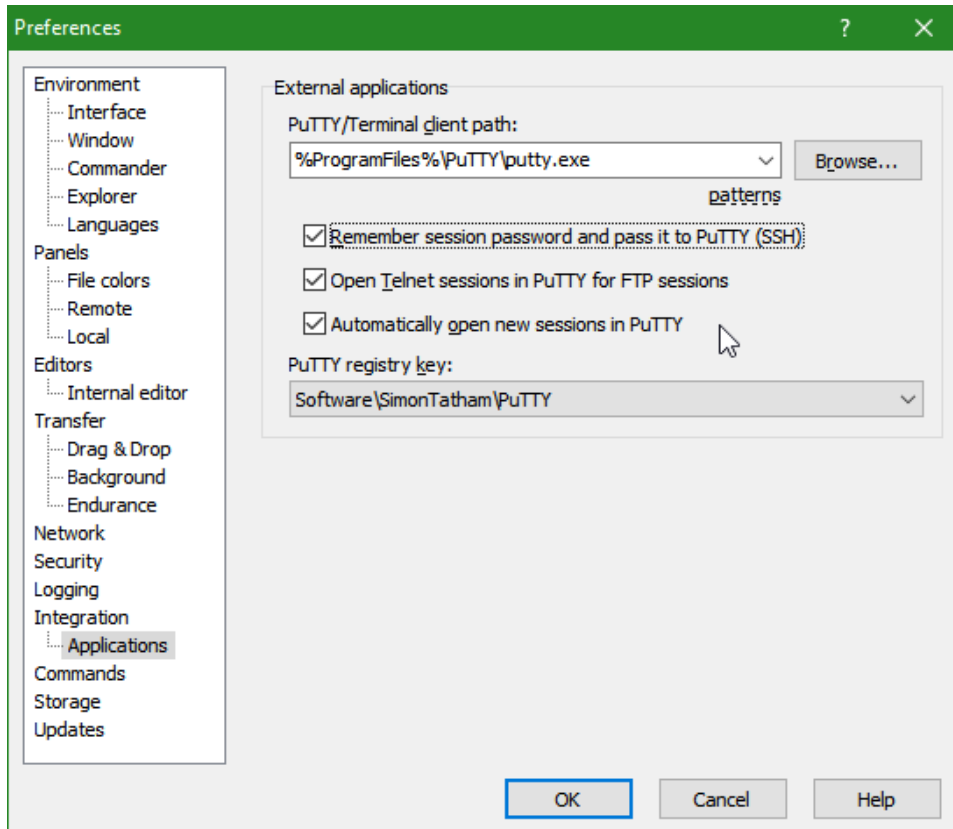 Preferences
?
Environment
Interface
Window
Commander
Explorer
Languages
Panels
File colors
Remote
Local
Editors
Internal editor
Transfer
Drag & Drop
Background
Endurance
Network
Security
Logging
Integration
Applications
Commands
Storage
Updates
External applications
PuTTY/Terminal client path:
%ProgramFiles%\PuTTY\putty.exe
Browse...
patterns
Remember session password and pass it to PuTTY (SSH)
Open Telnet sessions in PuTTY for FTP sessions
Automatically open new sessions in PuTTY
PuTTY registry key:
Software\SimonTatham\PuTTY
OK Cancel Help